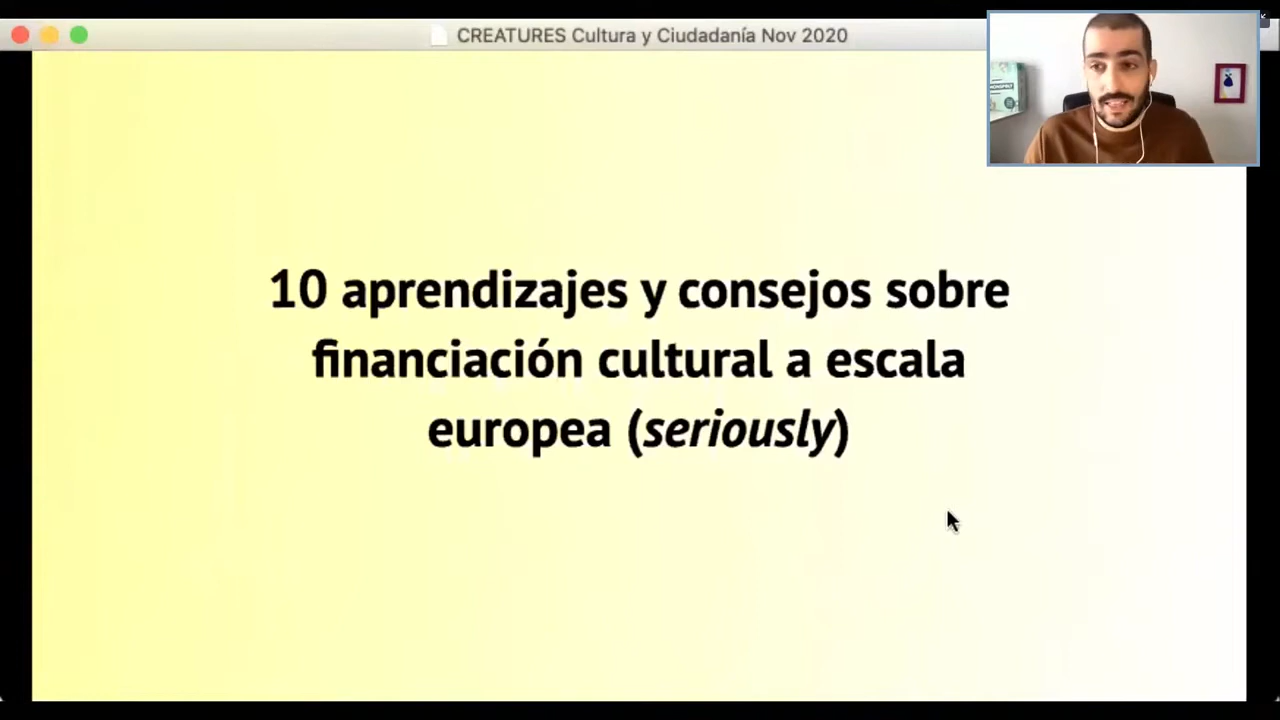 CREATURES Cultura y Ciudadanía Nov 2020
10 aprendizajes y consejos sobre
financiación cultural a escala
europea (seriously)